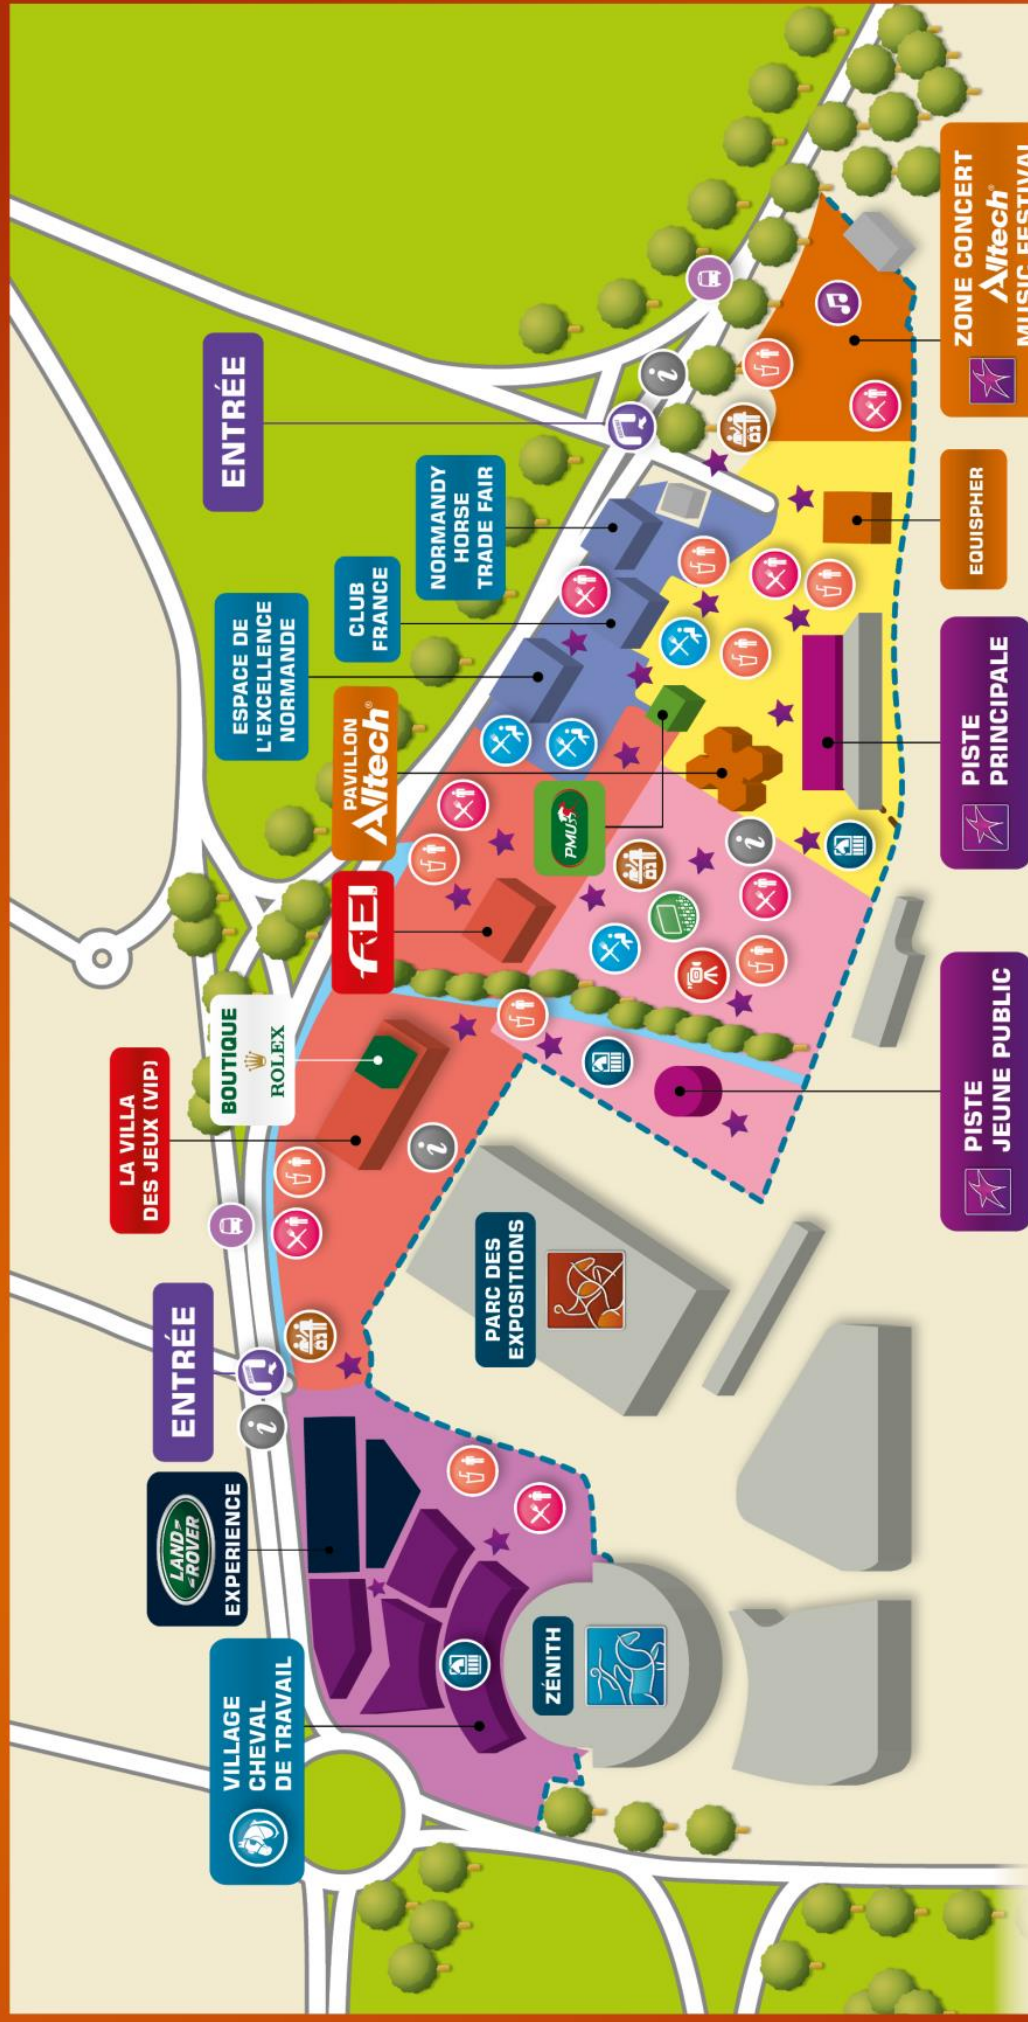 VILLAGE
CHEVAL
DE TRAVAIL
LAND-
-ROVER
EXPERIENCE
ENTRÉE
LA VILLA
DES JEUX (VIP)
BOUTIQUE
ROLEX
FEI
PAVILLON
Alltech®
ESPACE DE
L'EXCELLENCE
NORMANDE
CLUB
FRANCE
NORMANDY
HORSE
TRADE FAIR
ENTRÉE
PMU
ZÉNITH
PARC DES
EXPOSITIONS
PISTE
JEUNE PUBLIC
PISTE
PRINCIPALE
EQUISPHER
ZONE CONCERT
Alltech®
MUSIC FESTIVAL